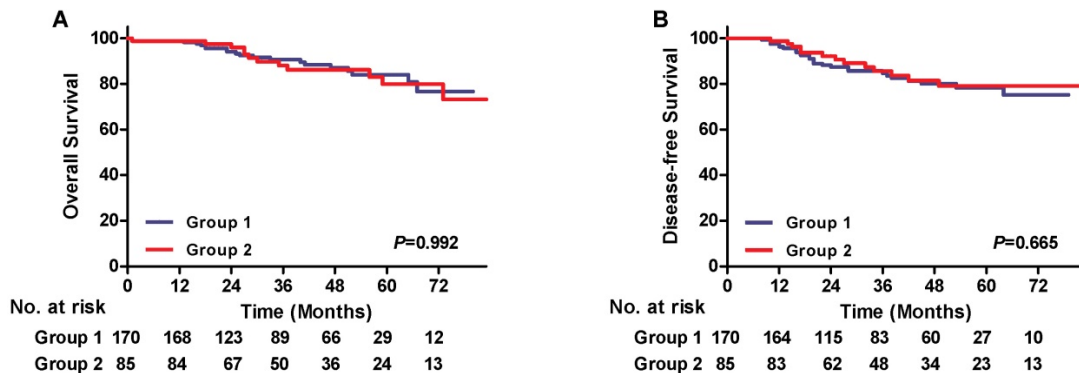 A
Overall Survival
100
80
60
40
20
0
Group 1
Group 2
P=0.992
0 12 24 36 48 60 72
No. at risk
Time (Months)
Group 1 170 168 123 89 66 29 12
Group 2 85 84 67 50 36 24 13
B
Disease-free Survival
100
80
60
40
20
0
Group 1
Group 2
P=0.665
0 12 24 36 48 60 72
No. at risk
Time (Months)
Group 1 170 164 115 83 60 27 10
Group 2 85 83 62 48 34 23 13